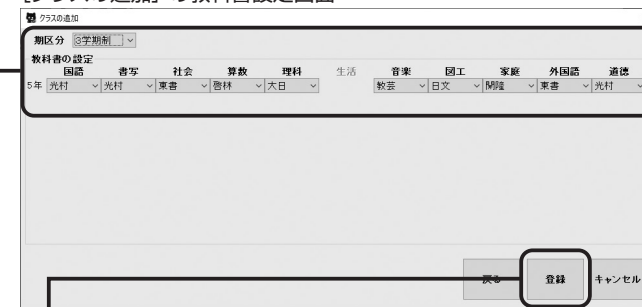 [クラスの追加]の教科書設定画面
クラスの追加
期区分 3学期制
教科書の設定
国語 書写 社会 算数 理科 生活 音楽 図工 家庭 外国語 道徳
5年 光村 光村 東書 啓林 大日 教芸 日文 開隆 東書 光村
戻る 登録 キャンセル